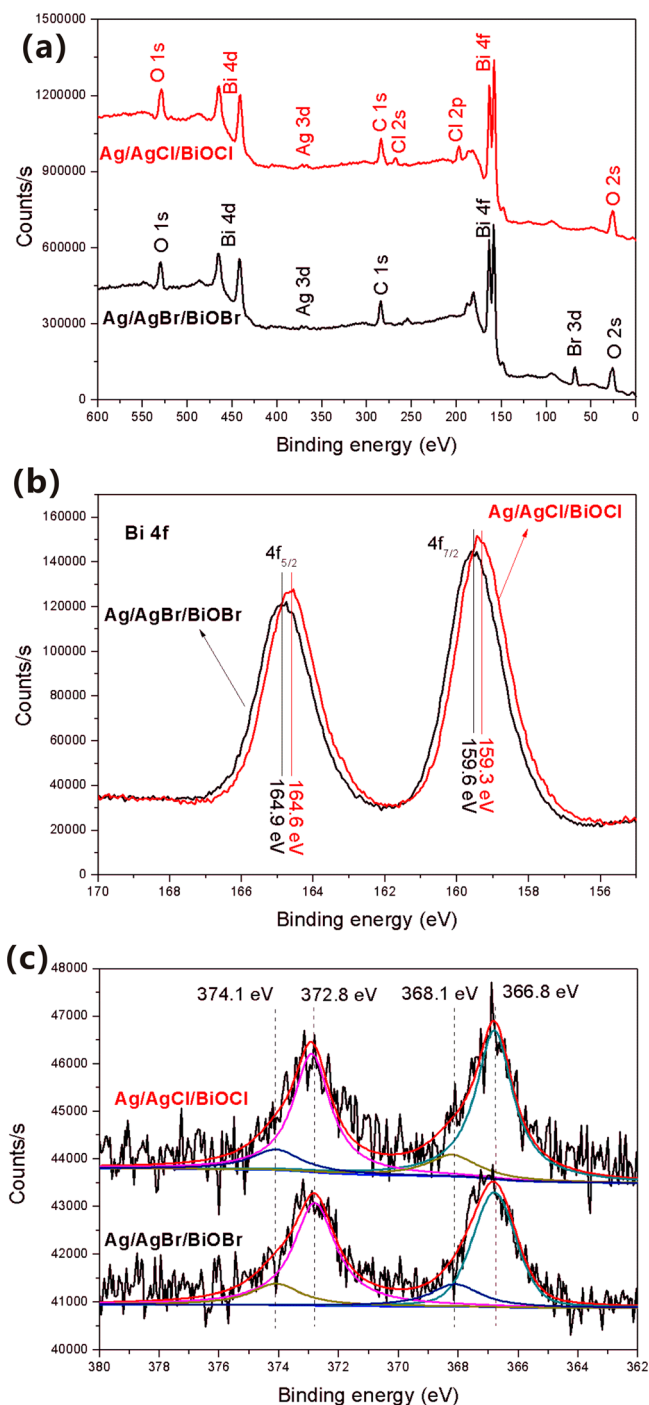 (a)
1500000
1200000
900000
600000
300000
0
Counts/s
O 1s
Bi 4d
Ag 3d
C 1s
Cl 2s
Cl 2p
Bi 4f
O 2s
Ag/AgCl/BiOCl
O 1s
Bi 4d
Ag 3d
C 1s
Bi 4f
Br 3d
O 2s
Ag/AgBr/BiOBr
600 550 500 450 400 350 300 250 200 150 100 50 0
Binding energy (eV)
(b)
160000
140000
120000
100000
80000
60000
40000
20000
0
Counts/s
Bi 4f
Ag/AgCl/BiOCl
4f5/2
4f7/2
Ag/AgBr/BiOBr
164.9 eV
164.6 eV
159.6 eV
159.3 eV
170 168 166 164 162 160 158 156
Binding energy (eV)
(c)
48000
47000
46000
45000
44000
43000
42000
41000
40000
Counts/s
374.1 eV 372.8 eV 368.1 eV 366.8 eV
Ag/AgCl/BiOCl
Ag/AgBr/BiOBr
380 378 376 374 372 370 368 366 364 362
Binding energy (eV)